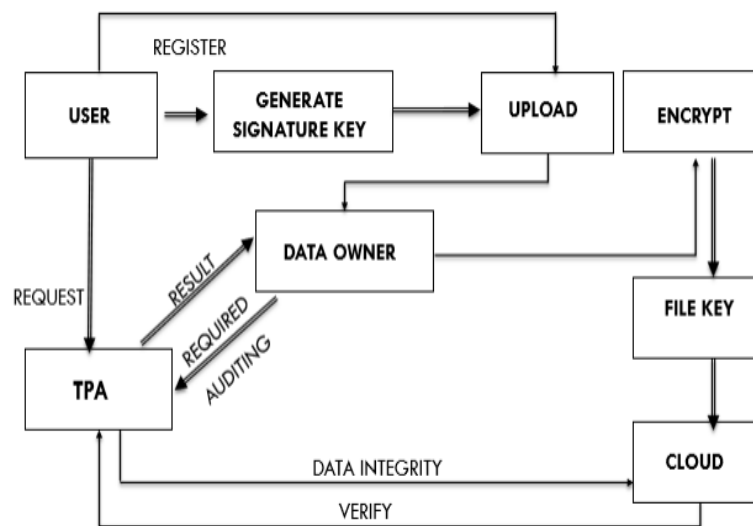 REGISTER
USER
GENERATE
SIGNATURE KEY
UPLOAD
ENCRYPT
DATA OWNER
RESULT
REQUEST
REQUIRED
AUDITING
FILE KEY
TPA
DATA INTEGRITY
CLOUD
VERIFY